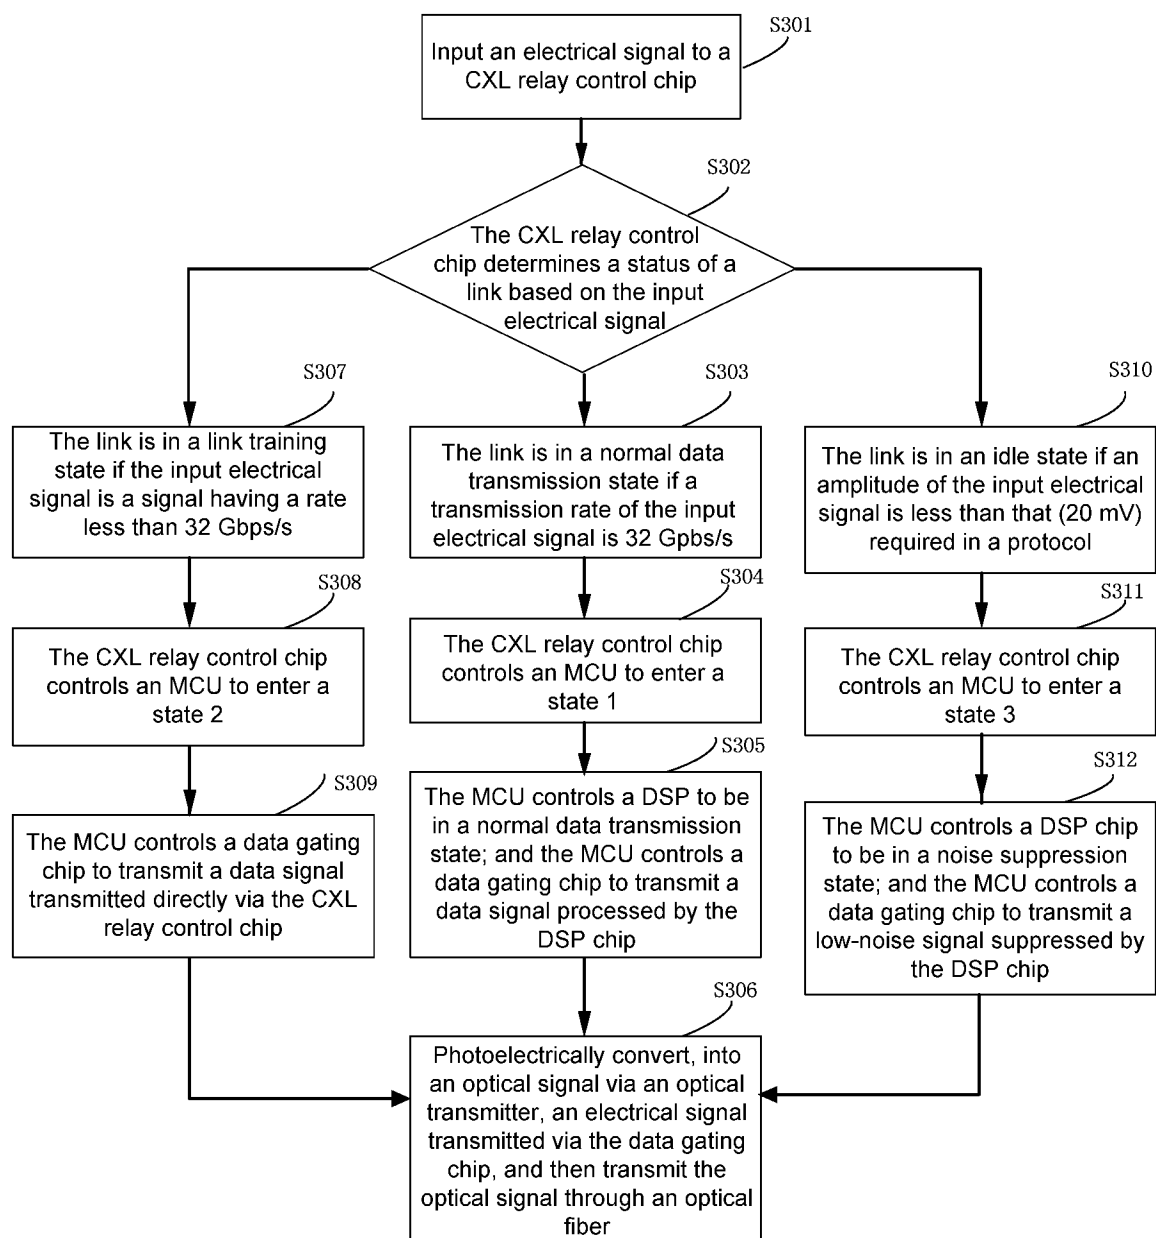 S301
Input an electrical signal to a
CXL relay control chip
S302
The CXL relay control
chip determines a status of a
link based on the input
electrical signal
S307
The link is in a link training
state if the input electrical
signal is a signal having a rate
less than 32 Gbps/s
S308
The CXL relay control chip
controls an MCU to enter a
state 2
S309
The MCU controls a data gating
chip to transmit a data signal
transmitted directly via the CXL
relay control chip
S303
The link is in a normal data
transmission state if a
transmission rate of the input
electrical signal is 32 Gpbs/s
S304
The CXL relay control chip
controls an MCU to enter a
state 1
S305
The MCU controls a DSP to be
in a normal data transmission
state; and the MCU controls a
data gating chip to transmit a
data signal processed by the
DSP chip
S310
The link is in an idle state if an
amplitude of the input electrical
signal is less than that (20 mV)
required in a protocol
S311
The CXL relay control chip
controls an MCU to enter a
state 3
S312
The MCU controls a DSP chip
to be in a noise suppression
state; and the MCU controls a
data gating chip to transmit a
low-noise signal suppressed by
the DSP chip
S306
Photoelectrically convert, into
an optical signal via an optical
transmitter, an electrical signal
transmitted via the data gating
chip, and then transmit the
optical signal through an optical
fiber